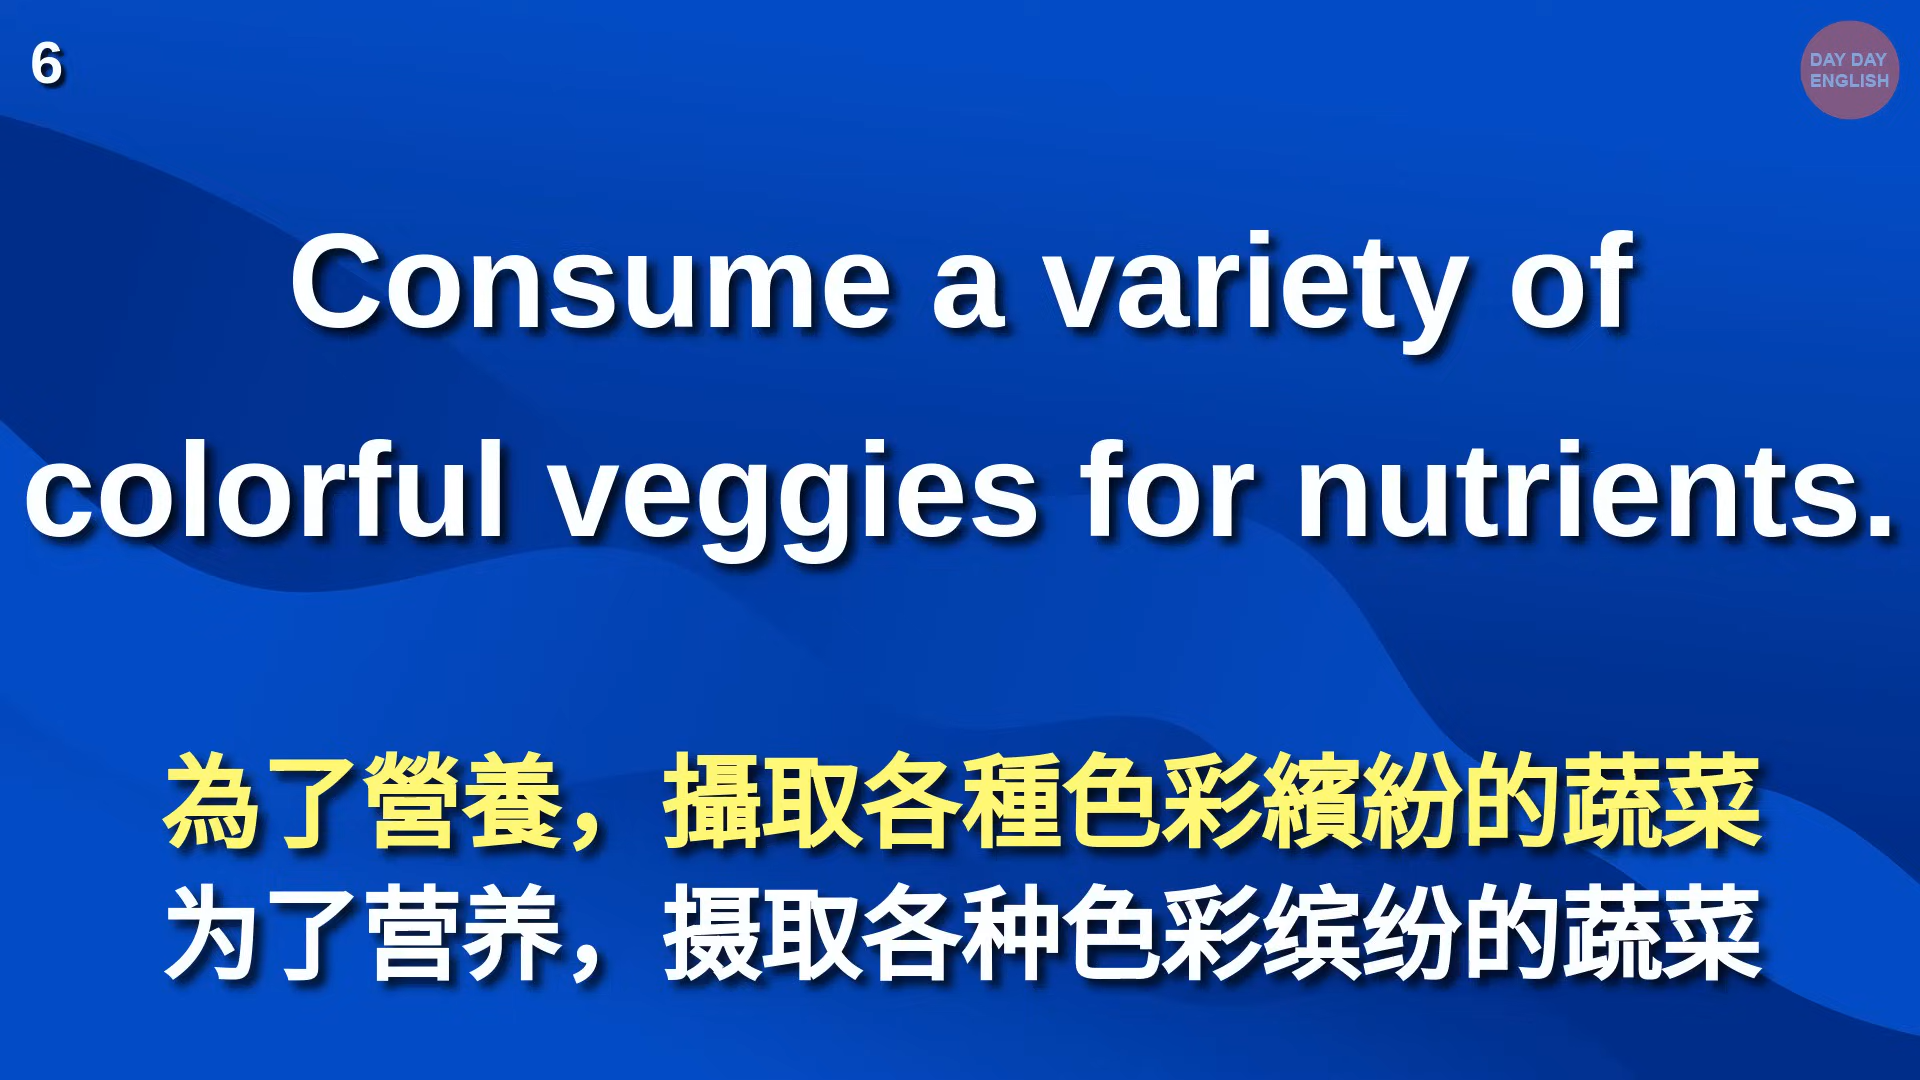 6
DAY DAY
ENGLISH
Consume a variety of
colorful veggies for nutrients.
為了營養，攝取各種色彩繽紛的蔬菜
为了营养，摄取各种色彩缤纷的蔬菜